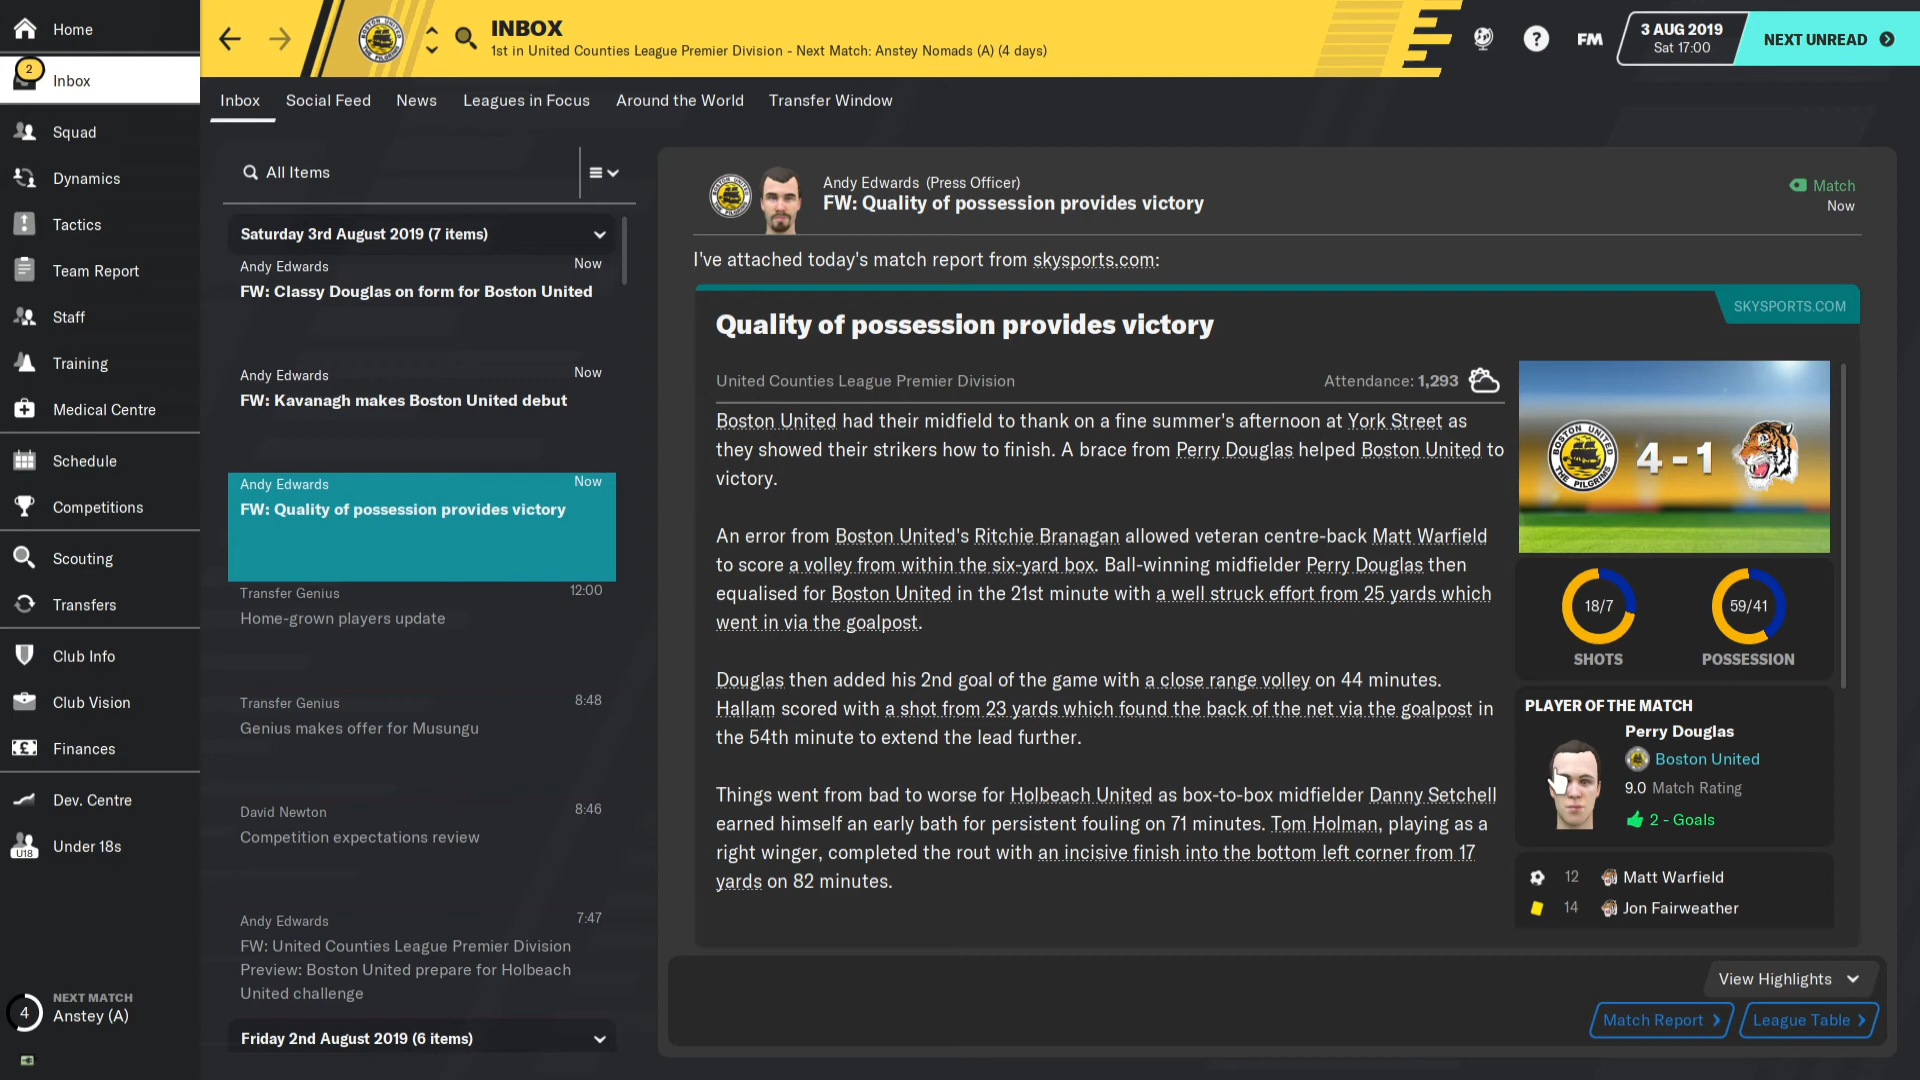 Home
2
Inbox
Squad
Dynamics
Tactics
Team Report
Staff
Training
Medical Centre
Schedule
Competitions
Scouting
Transfers
Club Info
Club Vision
Finances
Dev. Centre
U18
Under 18s
4
NEXT MATCH
Anstey (A)
BOSTON UNITED
THE PILGRIMS
INBOX
1st in United Counties League Premier Division - Next Match: Anstey Nomads (A) (4 days)
?
FM
3 AUG 2019
Sat 17:00
NEXT UNREAD
Inbox
Social Feed
News
Leagues in Focus
Around the World
Transfer Window
All Items
Saturday 3rd August 2019 (7 items)
Andy Edwards
Now
FW: Classy Douglas on form for Boston United
Andy Edwards
Now
FW: Kavanagh makes Boston United debut
Andy Edwards
Now
FW: Quality of possession provides victory
Transfer Genius
12:00
Home-grown players update
Transfer Genius
8:48
Genius makes offer for Musungu
David Newton
8:46
Competition expectations review
Andy Edwards
7:47
FW: United Counties League Premier Division
Preview: Boston United prepare for Holbeach
United challenge
Friday 2nd August 2019 (6 items)
BOSTON UNITED
THE PILGRIMS
Andy Edwards (Press Officer)
FW: Quality of possession provides victory
Match
Now
I've attached today's match report from skysports.com:
SKYSPORTS.COM
Quality of possession provides victory
United Counties League Premier Division
Attendance: 1,293
Boston United had their midfield to thank on a fine summer's afternoon at York Street as
they showed their strikers how to finish. A brace from Perry Douglas helped Boston United to
victory.
An error from Boston United's Ritchie Branagan allowed veteran centre-back Matt Warfield
to score a volley from within the six-yard box. Ball-winning midfielder Perry Douglas then
equalised for Boston United in the 21st minute with a well struck effort from 25 yards which
went in via the goalpost.
Douglas then added his 2nd goal of the game with a close range volley on 44 minutes.
Hallam scored with a shot from 23 yards which found the back of the net via the goalpost in
the 54th minute to extend the lead further.
Things went from bad to worse for Holbeach United as box-to-box midfielder Danny Setchell
earned himself an early bath for persistent fouling on 71 minutes. Tom Holman, playing as a
right winger, completed the rout with an incisive finish into the bottom left corner from 17
yards on 82 minutes.
BOSTON UNITED
THE PILGRIMS
4 - 1
18/7
SHOTS
59/41
POSSESSION
PLAYER OF THE MATCH
Perry Douglas
Boston United
9.0 Match Rating
2 - Goals
12 Matt Warfield
14 Jon Fairweather
View Highlights
Match Report
League Table